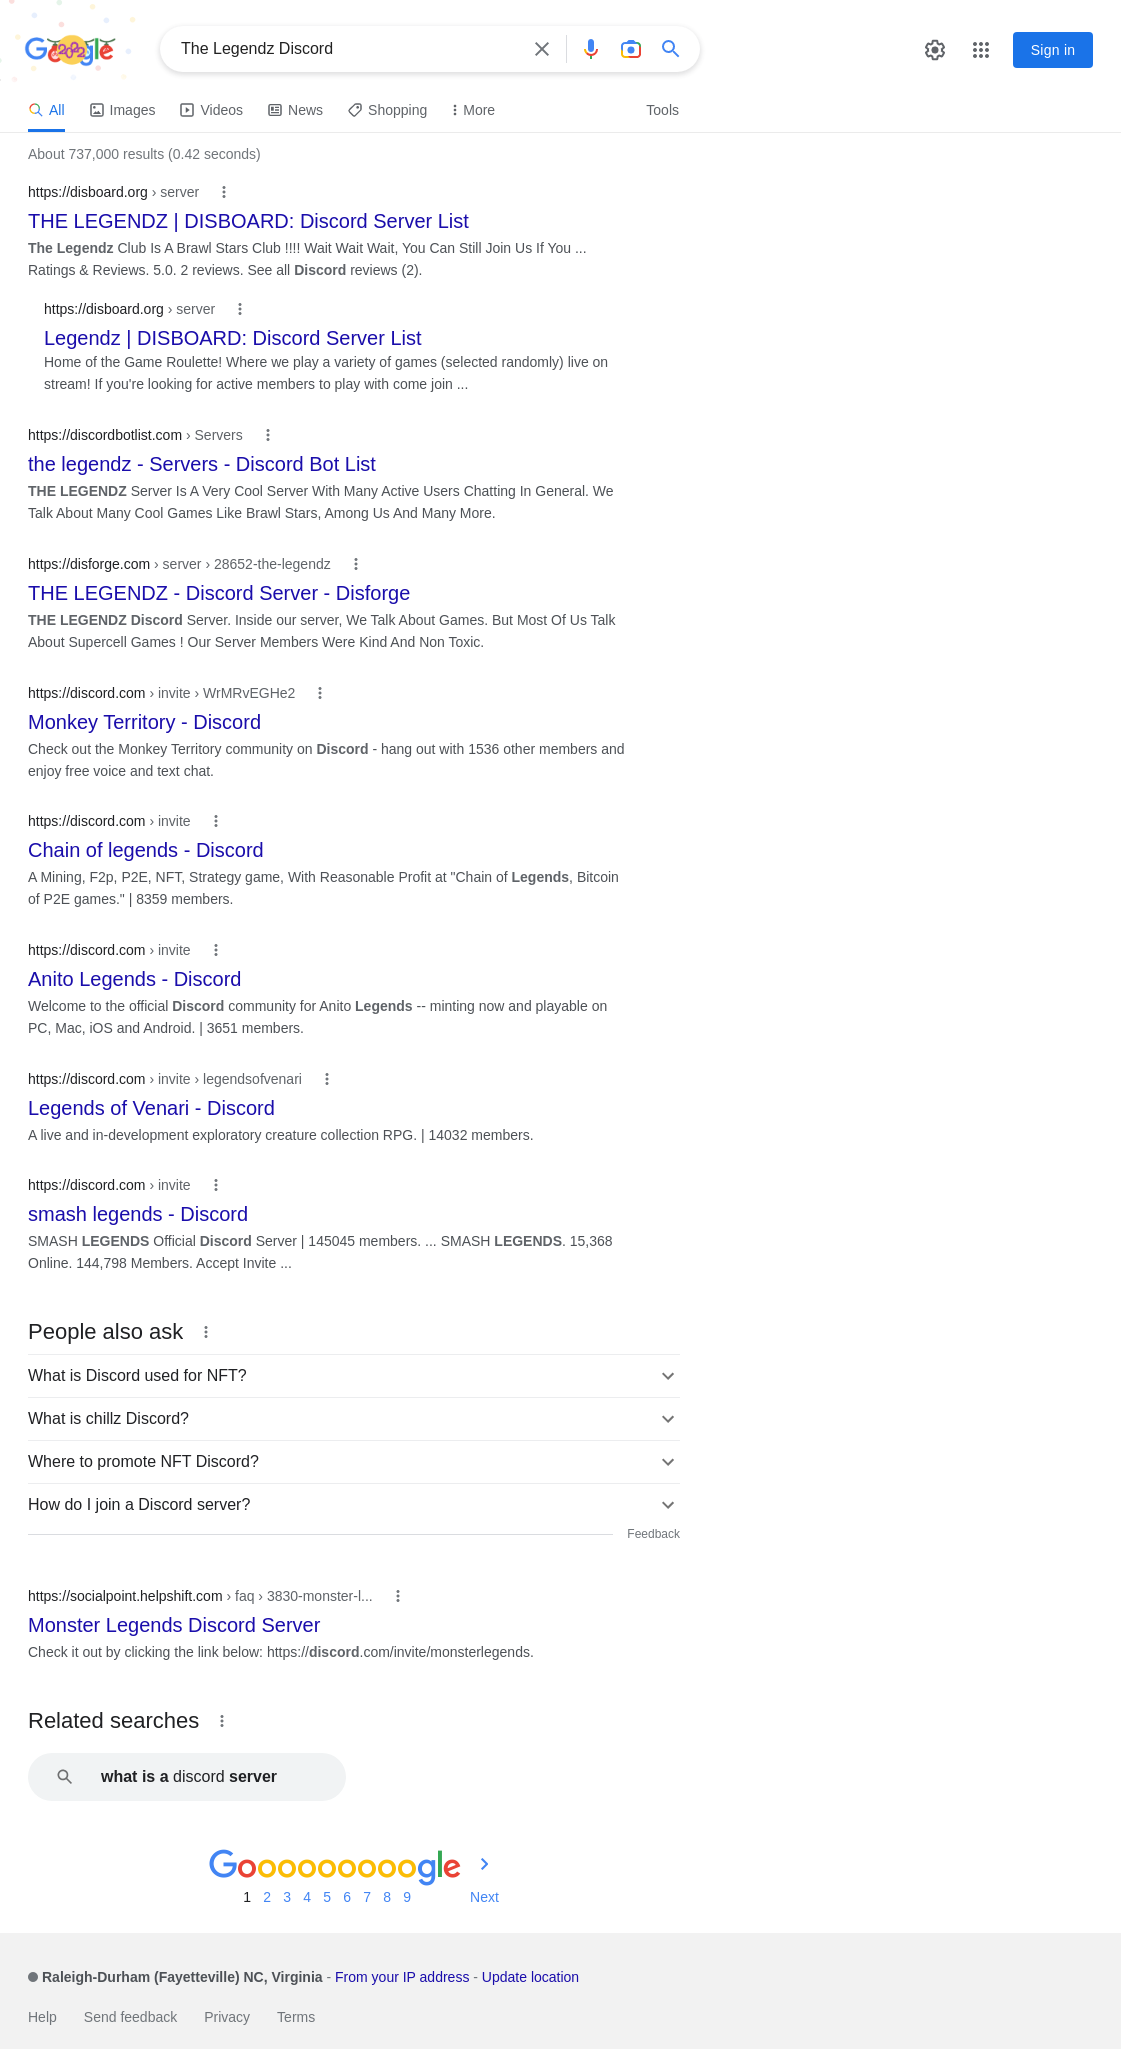 Google
The Legendz Discord
Sign in
All Images Videos News Shopping More Tools
About 737,000 results (0.42 seconds)
https://disboard.org › server
THE LEGENDZ | DISBOARD: Discord Server List
The Legendz Club Is A Brawl Stars Club !!!! Wait Wait Wait, You Can Still Join Us If You ...
Ratings & Reviews. 5.0. 2 reviews. See all Discord reviews (2).
https://disboard.org › server
Legendz | DISBOARD: Discord Server List
Home of the Game Roulette! Where we play a variety of games (selected randomly) live on
stream! If you're looking for active members to play with come join ...
https://discordbotlist.com › Servers
the legendz - Servers - Discord Bot List
THE LEGENDZ Server Is A Very Cool Server With Many Active Users Chatting In General. We
Talk About Many Cool Games Like Brawl Stars, Among Us And Many More.
https://disforge.com › server › 28652-the-legendz
THE LEGENDZ - Discord Server - Disforge
THE LEGENDZ Discord Server. Inside our server, We Talk About Games. But Most Of Us Talk
About Supercell Games ! Our Server Members Were Kind And Non Toxic.
https://discord.com › invite › WrMRvEGHe2
Monkey Territory - Discord
Check out the Monkey Territory community on Discord - hang out with 1536 other members and
enjoy free voice and text chat.
https://discord.com › invite
Chain of legends - Discord
A Mining, F2p, P2E, NFT, Strategy game, With Reasonable Profit at "Chain of Legends, Bitcoin
of P2E games." | 8359 members.
https://discord.com › invite
Anito Legends - Discord
Welcome to the official Discord community for Anito Legends -- minting now and playable on
PC, Mac, iOS and Android. | 3651 members.
https://discord.com › invite › legendsofvenari
Legends of Venari - Discord
A live and in-development exploratory creature collection RPG. | 14032 members.
https://discord.com › invite
smash legends - Discord
SMASH LEGENDS Official Discord Server | 145045 members. ... SMASH LEGENDS. 15,368
Online. 144,798 Members. Accept Invite ...
People also ask
What is Discord used for NFT?
What is chillz Discord?
Where to promote NFT Discord?
How do I join a Discord server?
Feedback
https://socialpoint.helpshift.com › faq › 3830-monster-l...
Monster Legends Discord Server
Check it out by clicking the link below: https://discord.com/invite/monsterlegends.
Related searches
what is a discord server
Gooooooooogle
1 2 3 4 5 6 7 8 9 Next
Raleigh-Durham (Fayetteville) NC, Virginia - From your IP address - Update location
Help Send feedback Privacy Terms